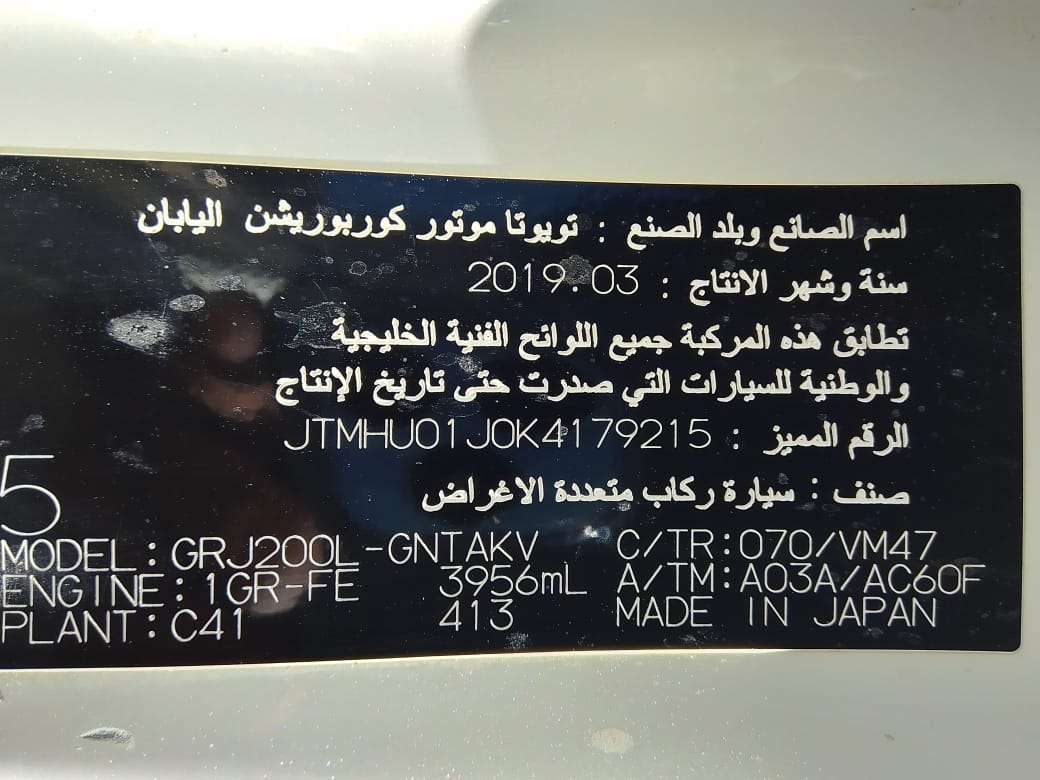 اسم الصانع وبلد الصنع : تويوتا موتور كوربوريشن اليابان
سنة وشهر الانتاج : 2019.03
تطابق هذه المركبة جميع اللوائح الفنية الخليجية
والوطنية للسيارات التي صدرت حتى تاريخ الإنتاج
الرقم المميز : JTMHU01J0K4179215
صنف : سيارة ركاب متعددة الاغراض
5
MODEL : GRJ200L-GNTAKV C/TR : 070/VM47
ENGINE : 1GR-FE 3956mL A/TM : A03A/AC60F
PLANT : C41 413 MADE IN JAPAN